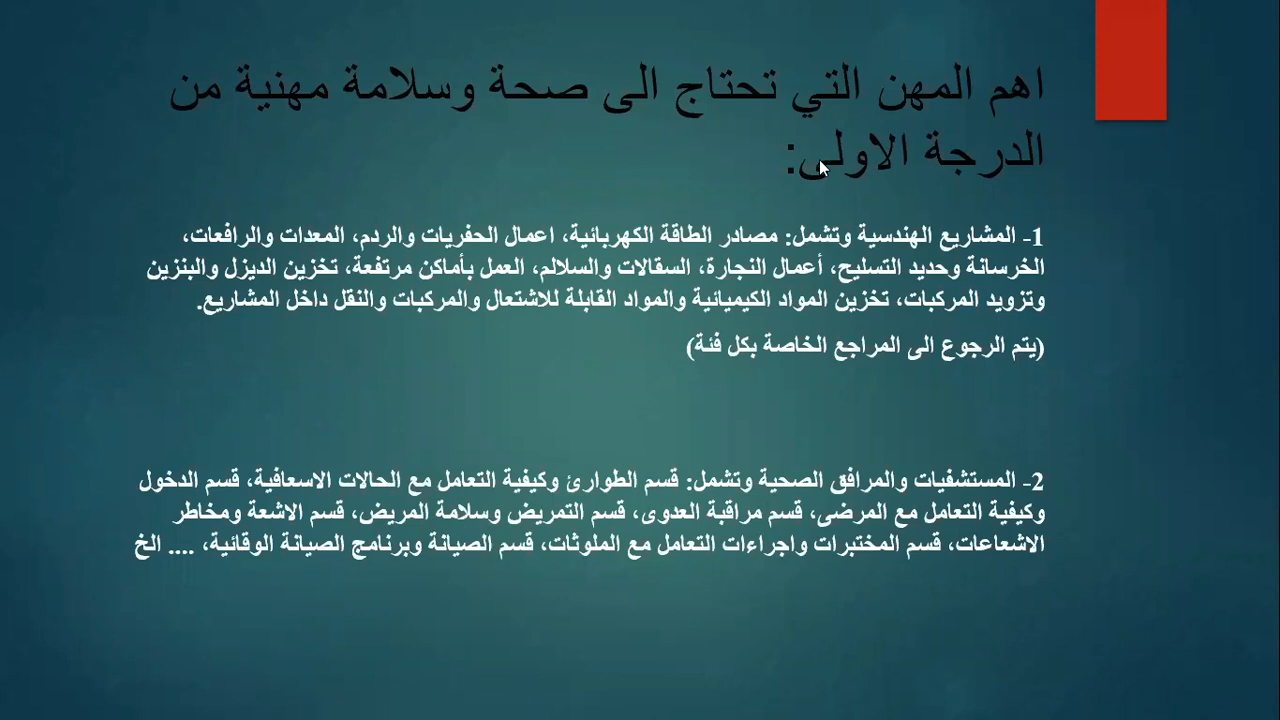 اهم المهن التي تحتاج الى صحة وسلامة مهنية من
الدرجة الاولى:
1- المشاريع الهندسية وتشمل: مصادر الطاقة الكهربائية، اعمال الحفريات والردم، المعدات والرافعات،
الخرسانة وحديد التسليح، أعمال النجارة، السقالات والسلالم، العمل بأماكن مرتفعة، تخزين الديزل والبنزين
وتزويد المركبات، تخزين المواد الكيميائية والمواد القابلة للاشتعال والمركبات والنقل داخل المشاريع.
(يتم الرجوع الى المراجع الخاصة بكل فئة)
2- المستشفيات والمرافق الصحية وتشمل: قسم الطوارئ وكيفية التعامل مع الحالات الاسعافية، قسم الدخول
وكيفية التعامل مع المرضى، قسم مراقبة العدوى، قسم التمريض وسلامة المريض، قسم الاشعة ومخاطر
الاشعاعات، قسم المختبرات واجراءات التعامل مع الملوثات، قسم الصيانة وبرنامج الصيانة الوقائية، .... الخ